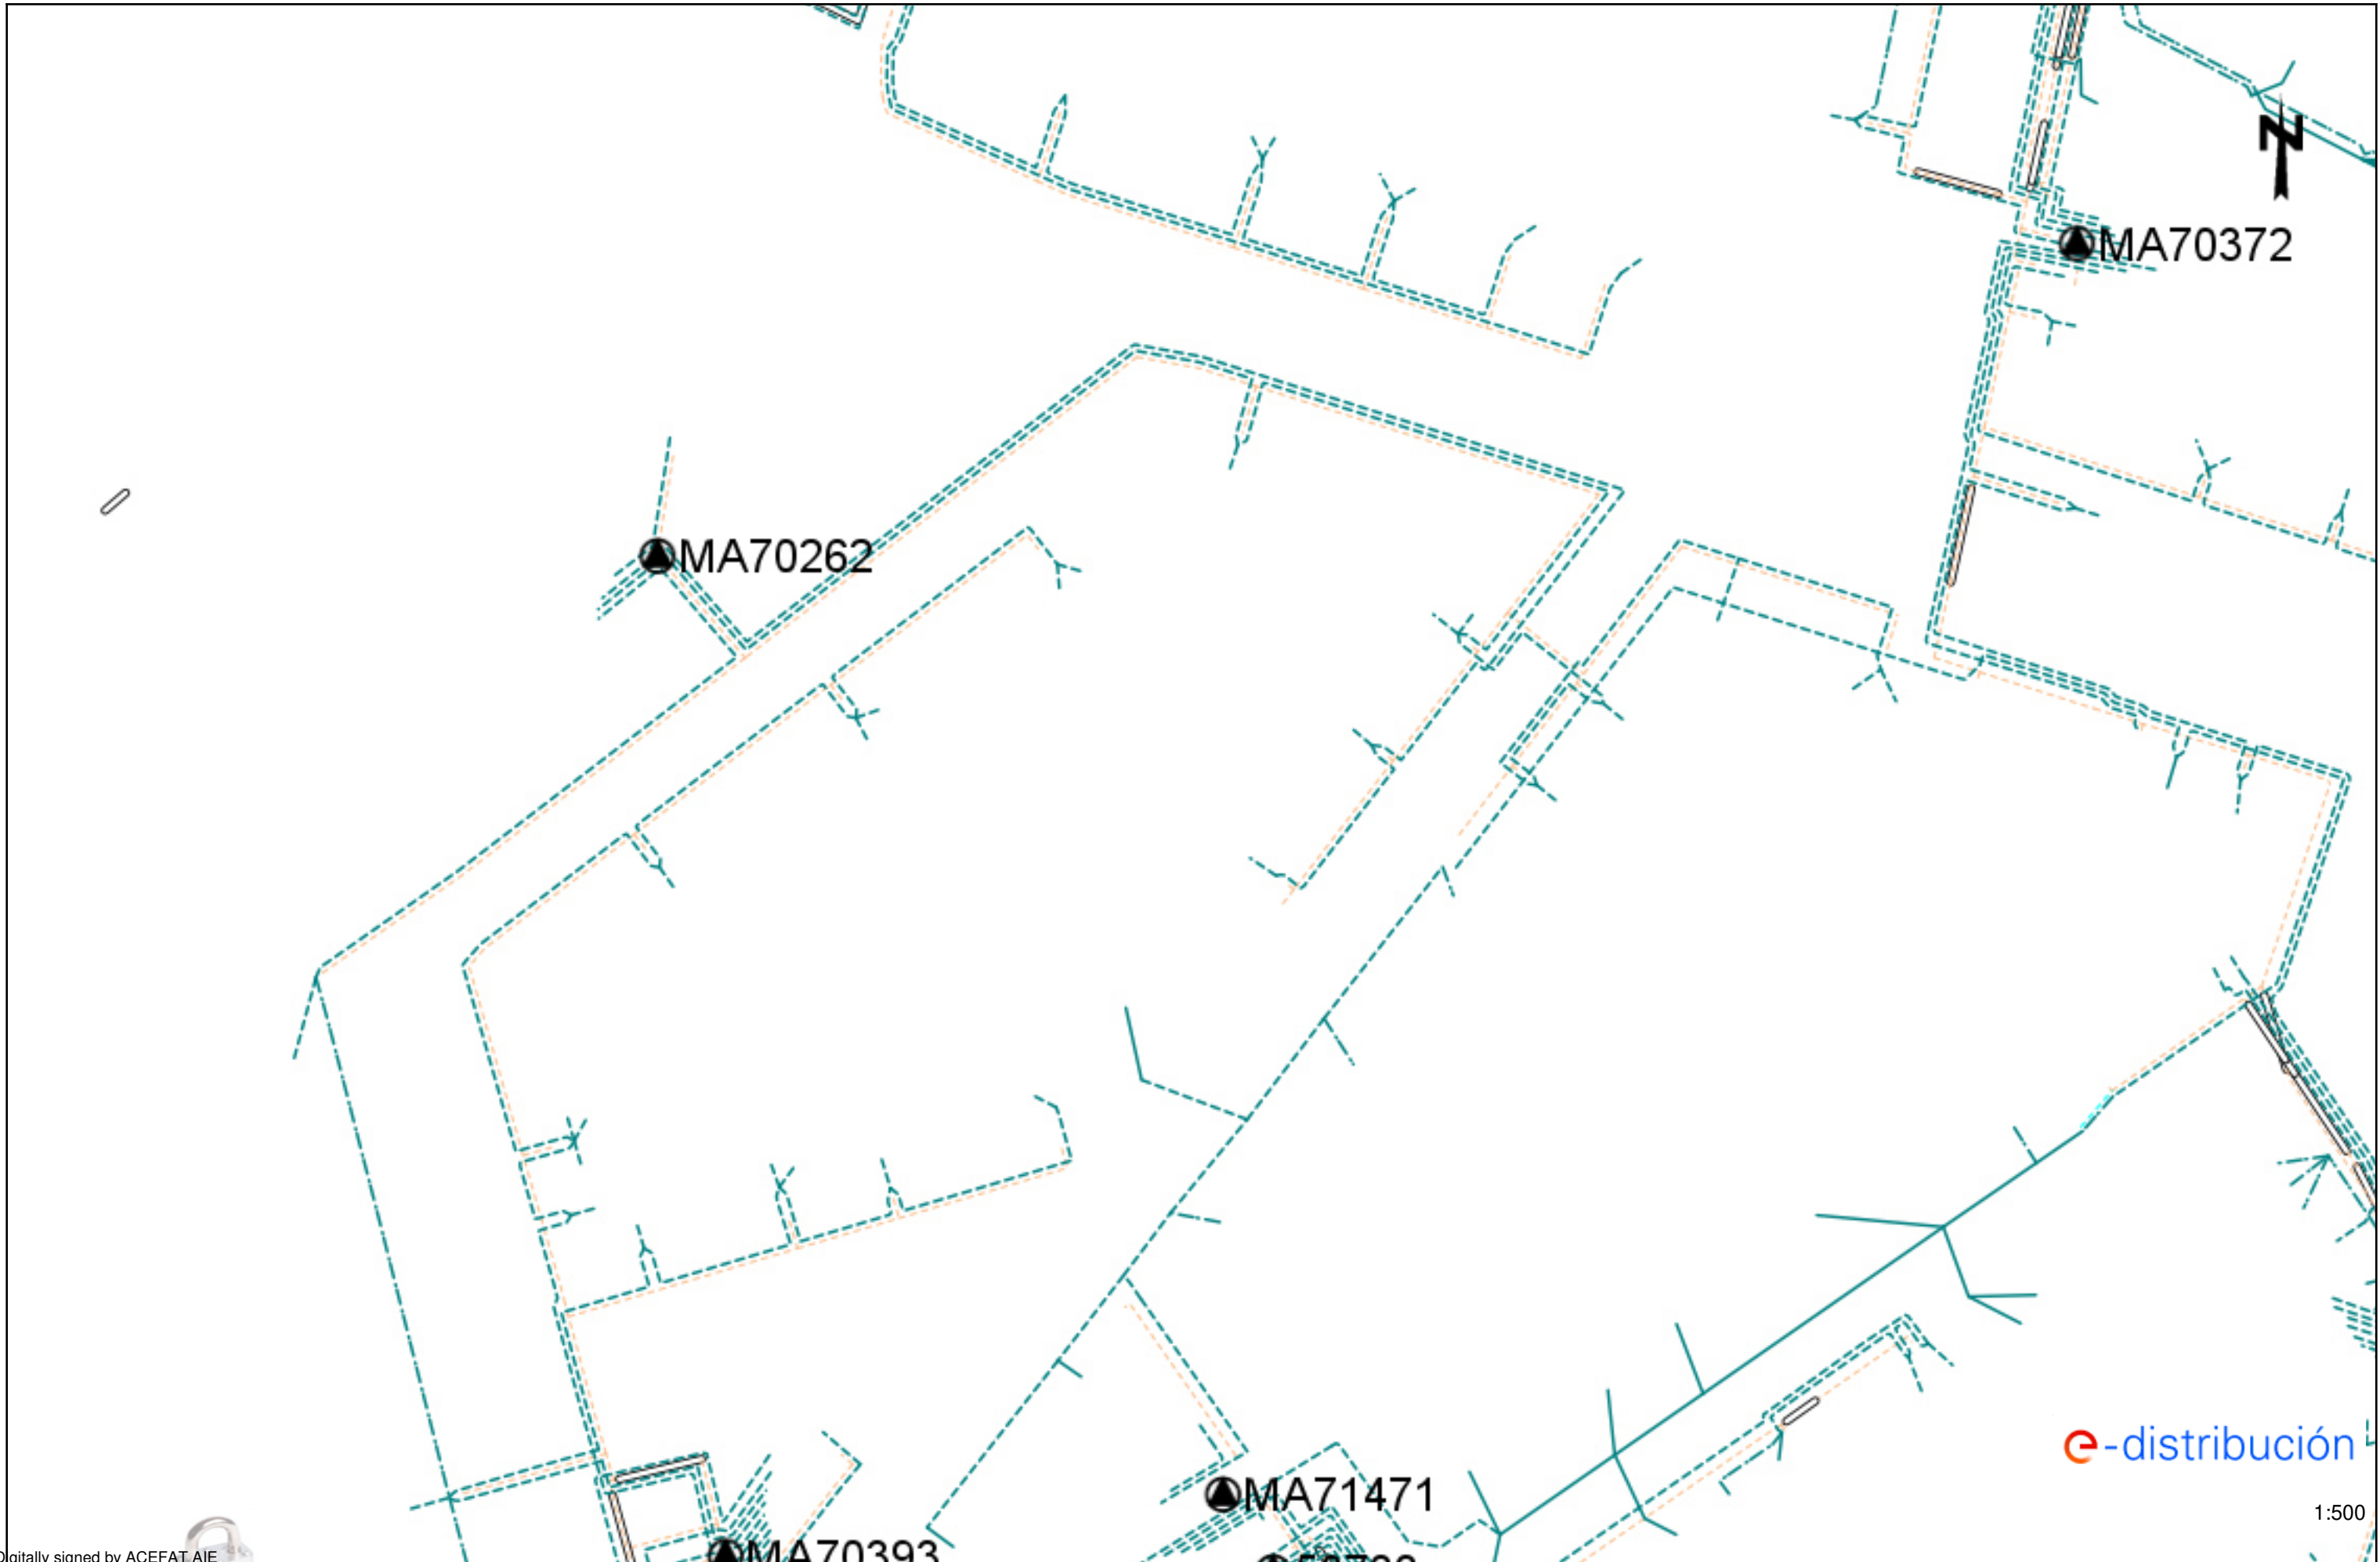 N
MA70372
MA70262
e-distribución
MA71471
1:500
MA70393
Digitally signed by ACEFAT, AIE